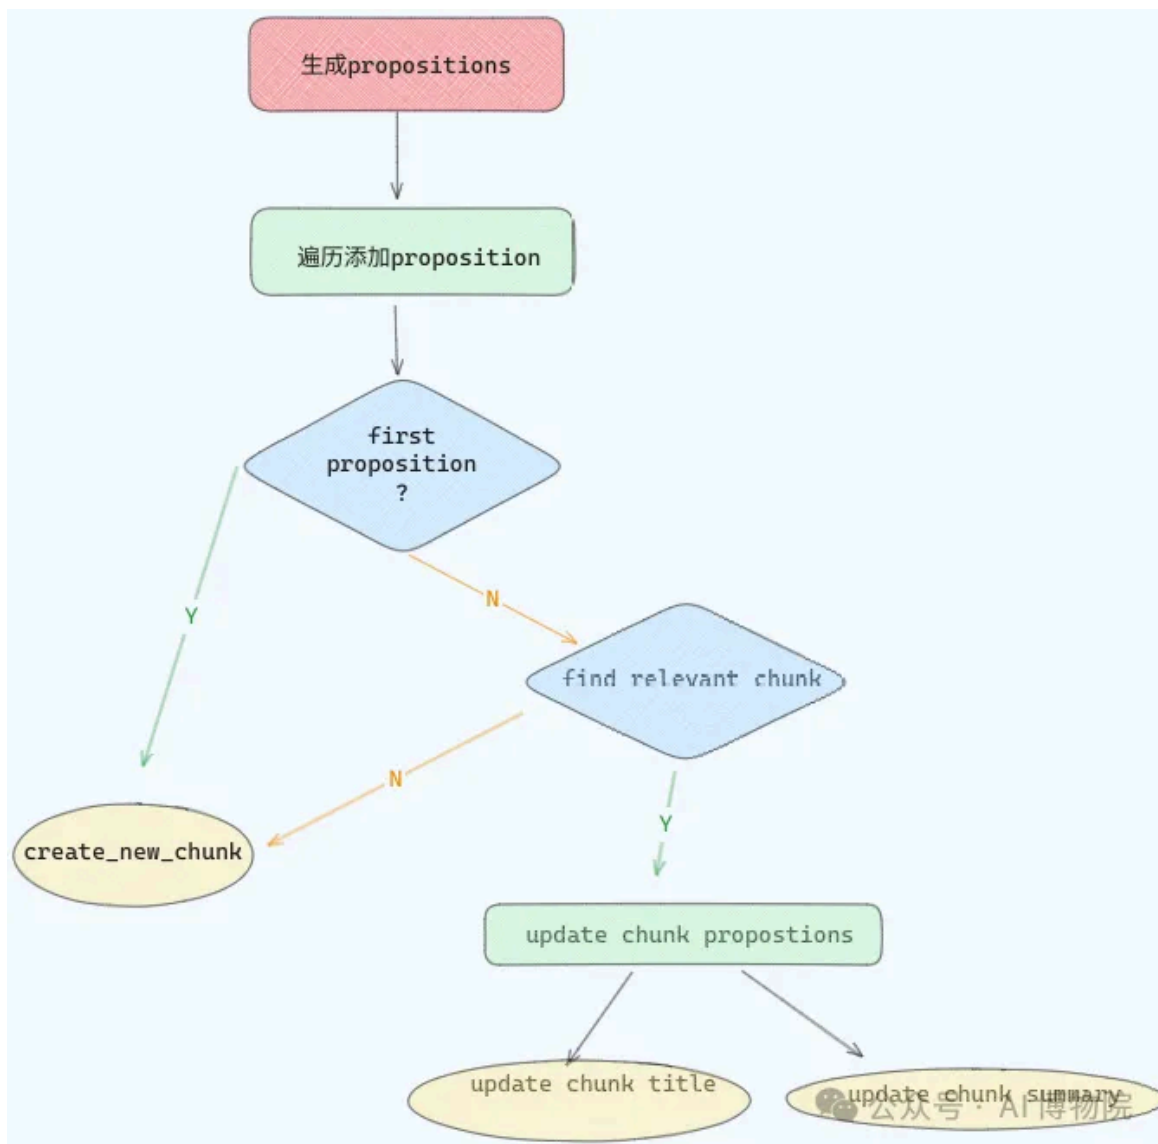 生成propositions
遍历添加proposition
first
proposition
?
Y
N
find relevant chunk
N
create_new_chunk
Y
update chunk propostions
update chunk title
update chunk summary
公众号 · AI博物院